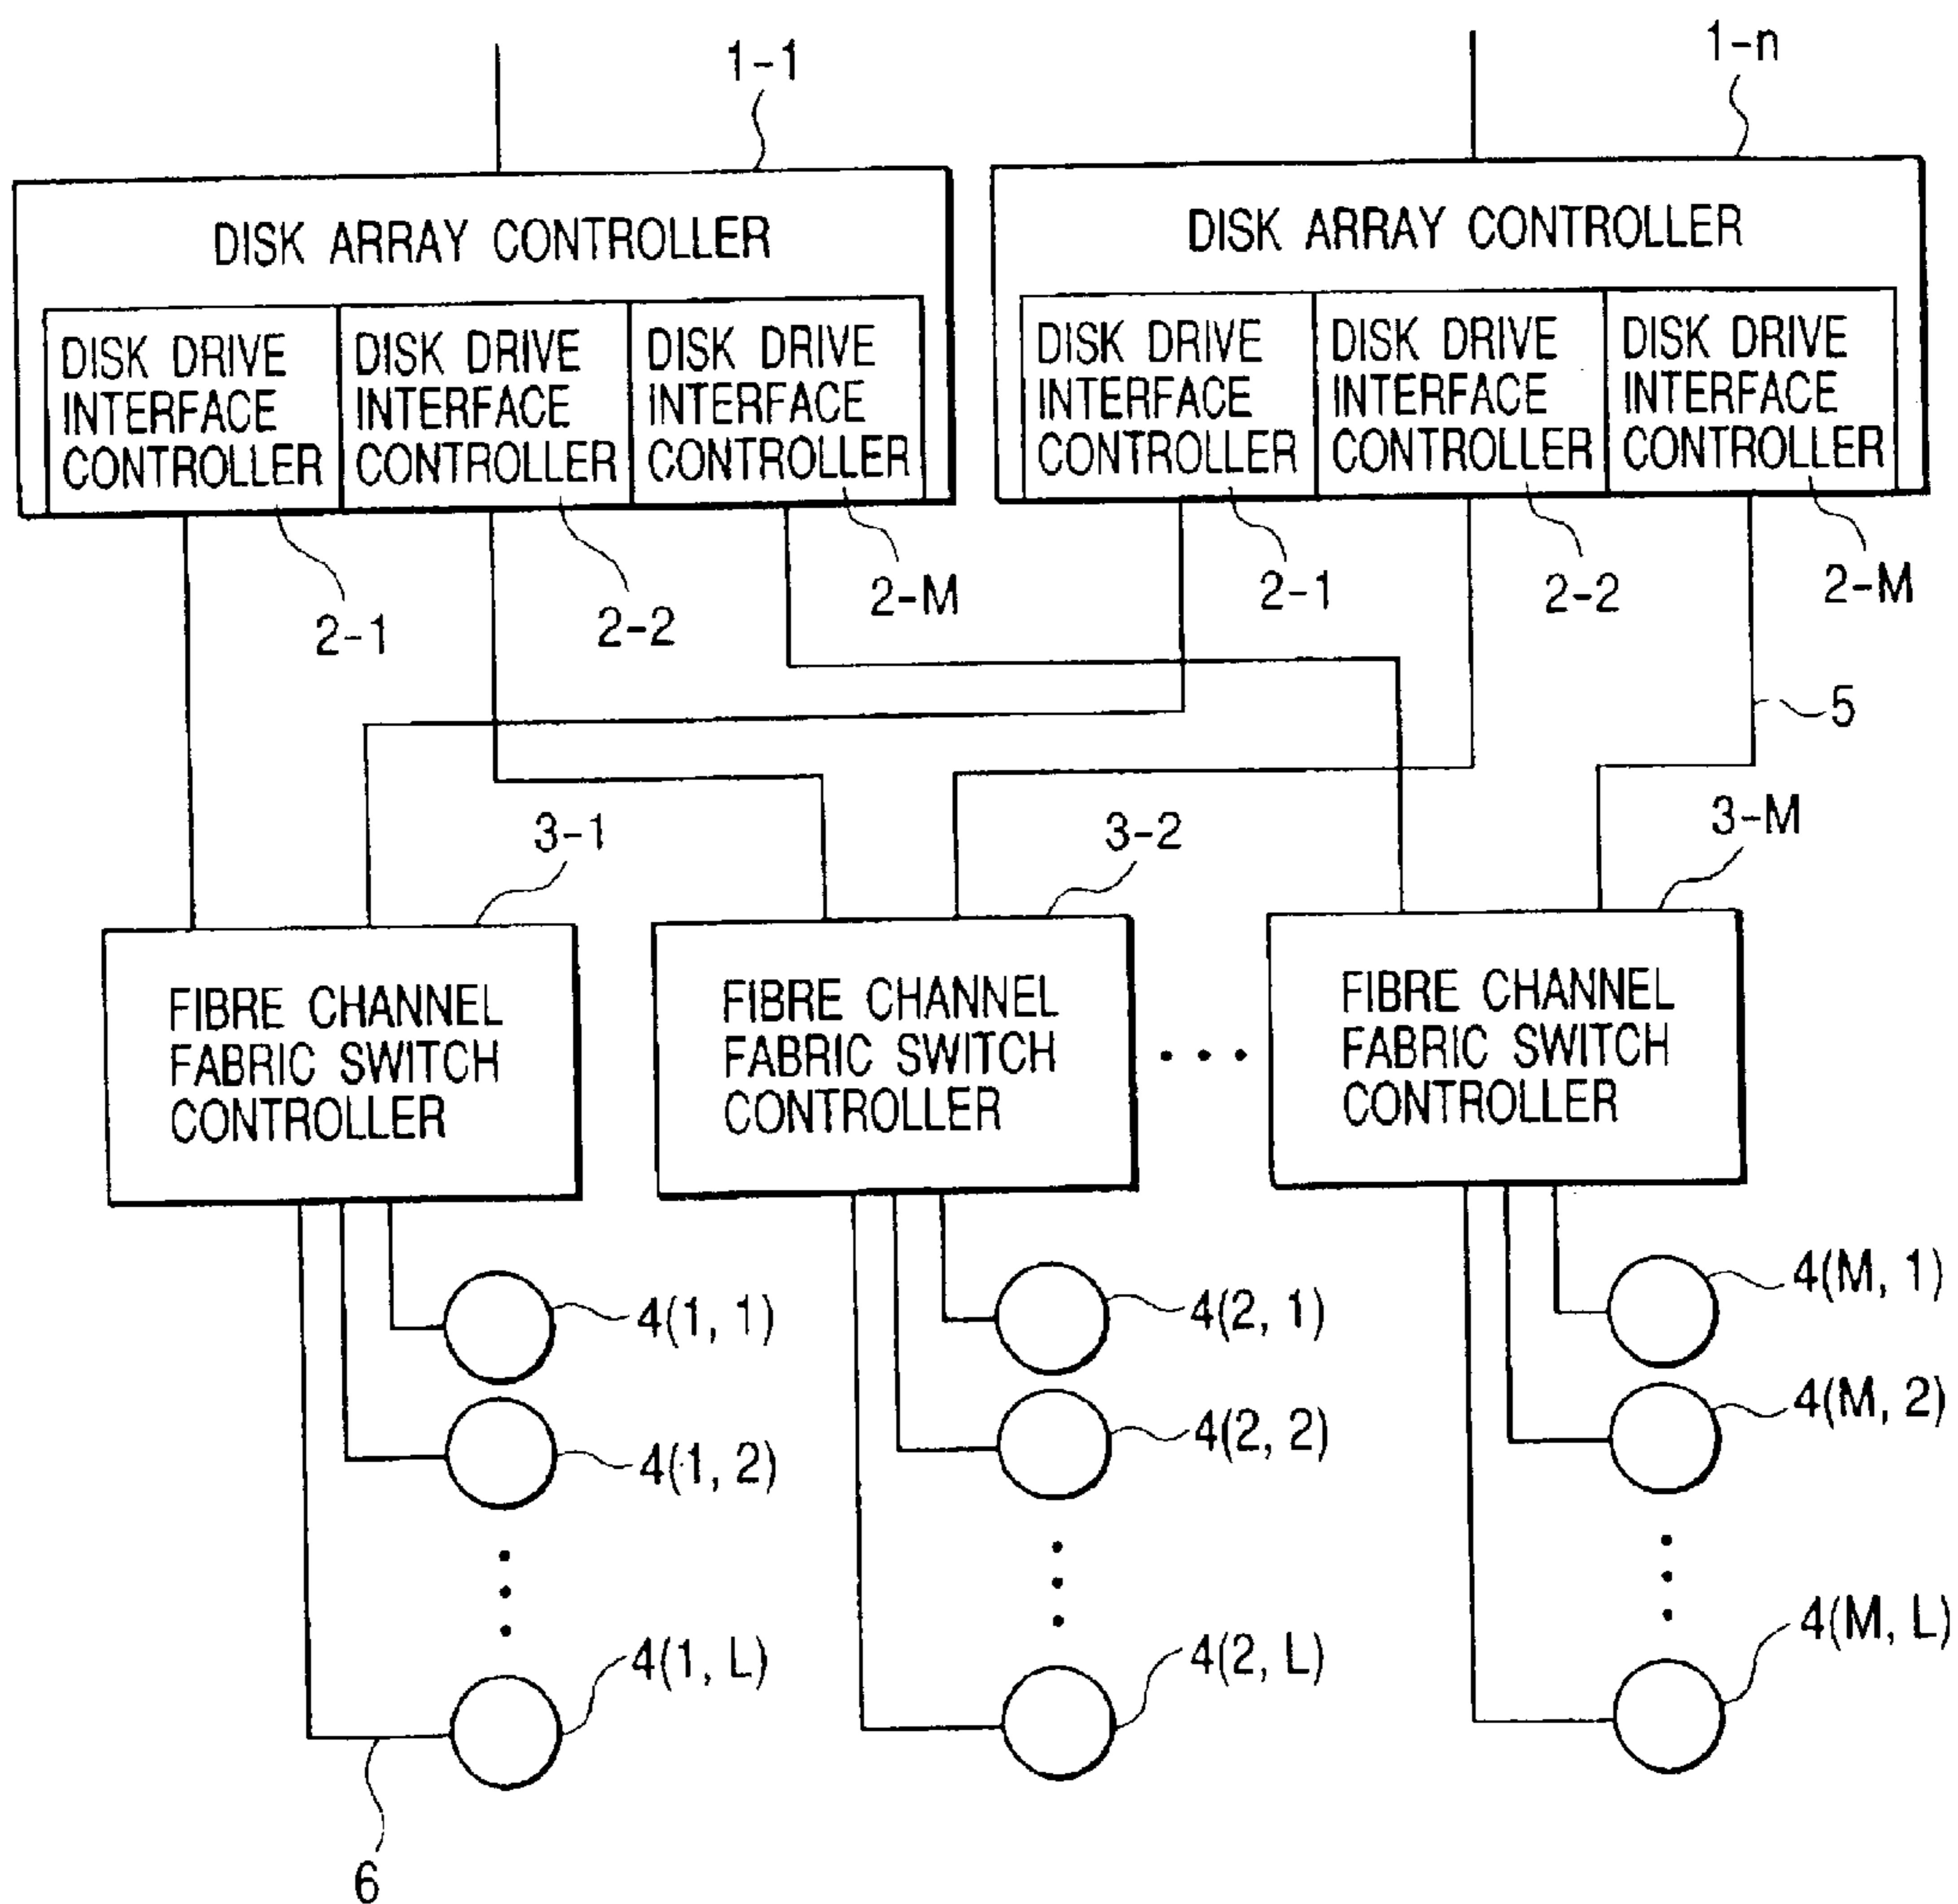 1-1
1-n
DISK ARRAY CONTROLLER
DISK ARRAY CONTROLLER
DISK DRIVE
INTERFACE
CONTROLLER
DISK DRIVE
INTERFACE
CONTROLLER
DISK DRIVE
INTERFACE
CONTROLLER
DISK DRIVE
INTERFACE
CONTROLLER
DISK DRIVE
INTERFACE
CONTROLLER
DISK DRIVE
INTERFACE
CONTROLLER
2-1
2-2
2-M
2-1
2-2
2-M
5
3-1
3-2
3-M
FIBRE CHANNEL
FABRIC SWITCH
CONTROLLER
FIBRE CHANNEL
FABRIC SWITCH
CONTROLLER
• • •
FIBRE CHANNEL
FABRIC SWITCH
CONTROLLER
4(1, 1)
4(2, 1)
4(M, 1)
4(1, 2)
4(2, 2)
4(M, 2)
4(1, L)
4(2, L)
4(M, L)
6